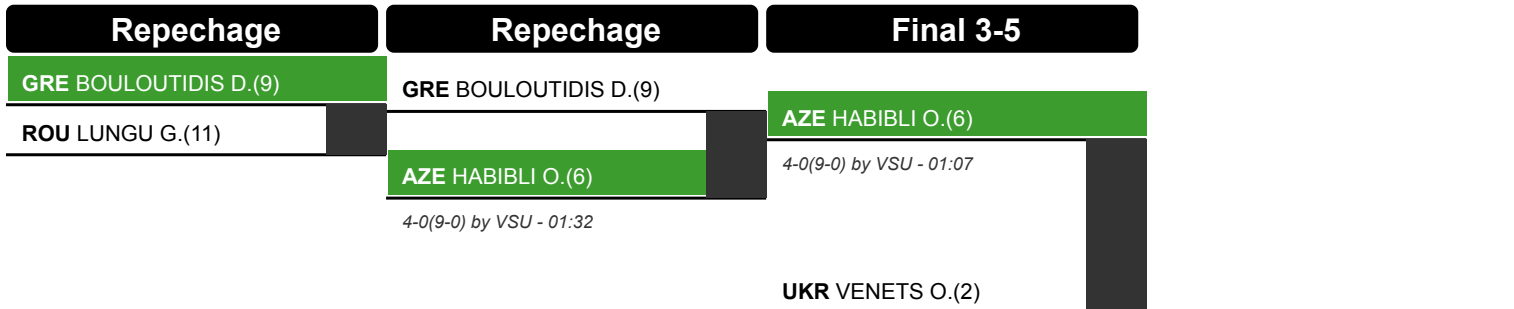 Repechage
GRE BOULOUTIDIS D.(9)
ROU LUNGU G.(11)
Repechage
GRE BOULOUTIDIS D.(9)
AZE HABIBLI O.(6)
4-0(9-0) by VSU - 01:32
Final 3-5
AZE HABIBLI O.(6)
4-0(9-0) by VSU - 01:07
UKR VENETS O.(2)